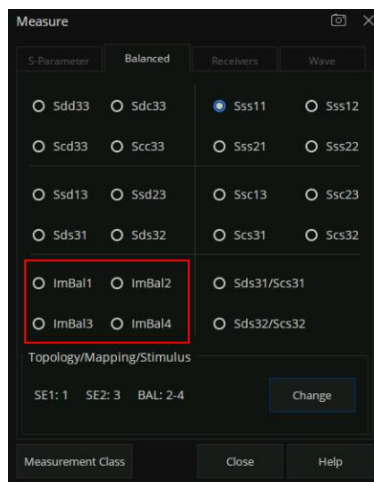 Measure
S-Parameter Balanced Receivers Wave
Sdd33 Sdc33 Sss11 Sss12
Scd33 Scc33 Sss21 Sss22
Ssd13 Ssd23 Ssc13 Ssc23
Sds31 Sds32 Scs31 Scs32
ImBal1 ImBal2 Sds31/Scs31
ImBal3 ImBal4 Sds32/Scs32
Topology/Mapping/Stimulus
SE1: 1 SE2: 3 BAL: 2-4 Change
Measurement Class Close Help